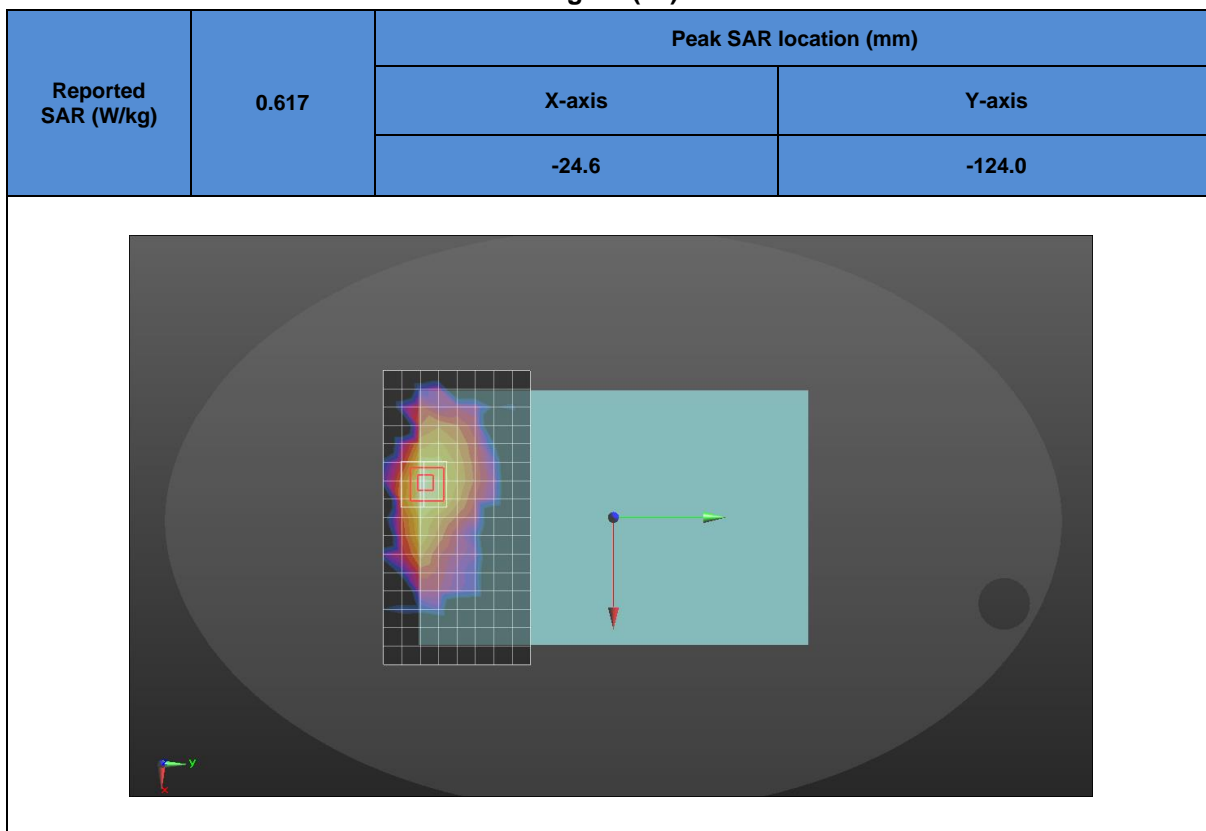 Peak SAR location (mm)
Reported
SAR (W/kg)
0.617
X-axis
Y-axis
-24.6
-124.0
y
x